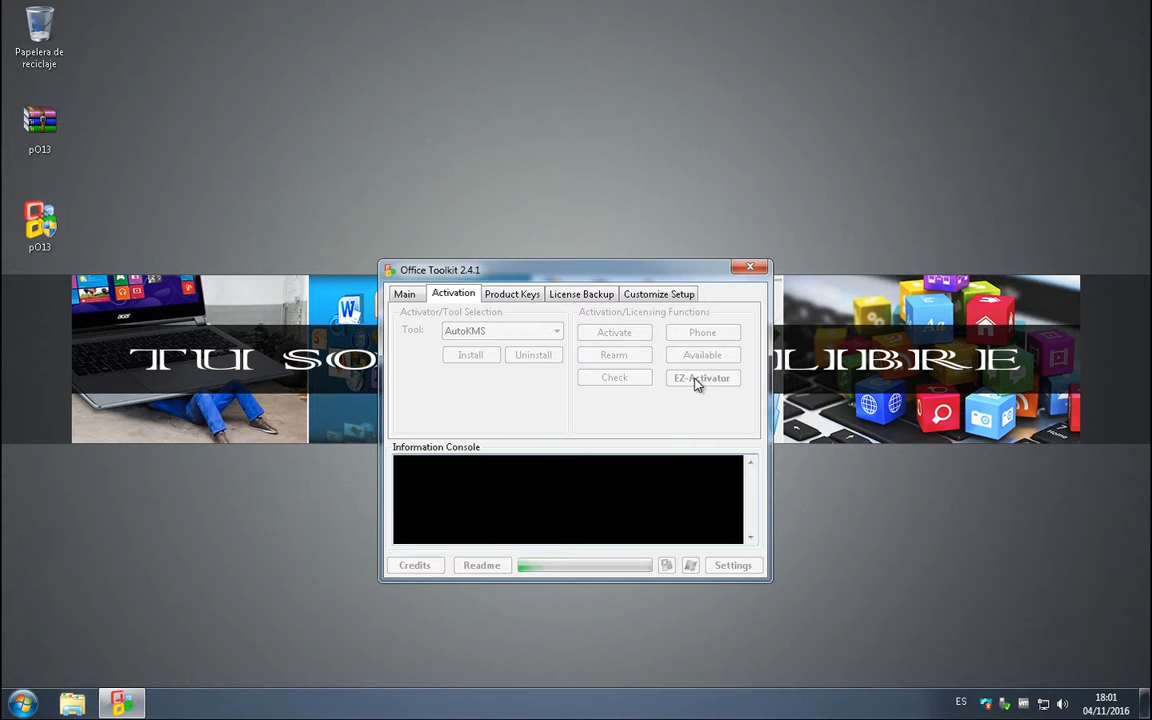 Papelera de
reciclaje
pO13
pO13
TU SO
LIBRE
Office Toolkit 2.4.1
Main
Activation
Product Keys
License Backup
Customize Setup
Activator/Tool Selection
Tool:
AutoKMS
Install
Uninstall
Activation/Licensing Functions
Activate
Phone
Rearm
Available
Check
EZ-Activator
Information Console
Credits
Readme
Settings
ES
18:01
04/11/2016